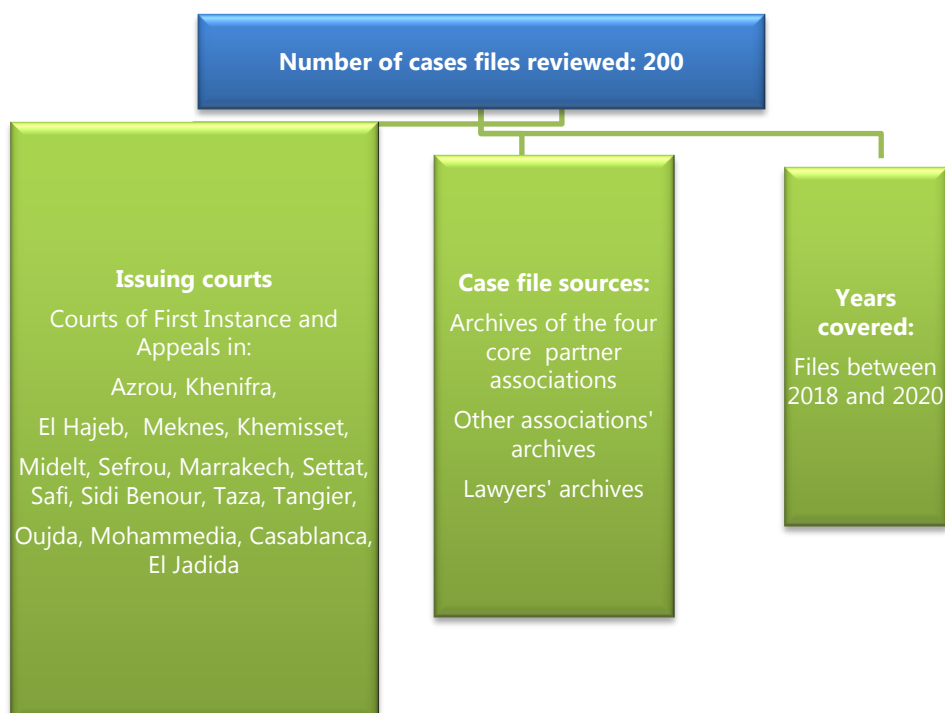 Number of cases files reviewed: 200
Issuing courts
Courts of First Instance and
Appeals in:
Azrou, Khenifra,
El Hajeb, Meknes, Khemisset,
Midelt, Sefrou, Marrakech, Settat,
Safi, Sidi Benour, Taza, Tangier,
Oujda, Mohammedia, Casablanca,
El Jadida
Case file sources:
Archives of the four
core partner
associations
Other associations'
archives
Lawyers' archives
Years
covered:
Files between
2018 and 2020